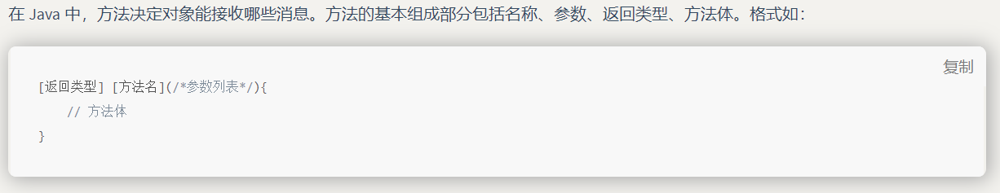 在 Java 中，方法决定对象能接收哪些消息。方法的基本组成部分包括名称、参数、返回类型、方法体。格式如：
复制
[返回类型] [方法名](/*参数列表*/){
    // 方法体
}